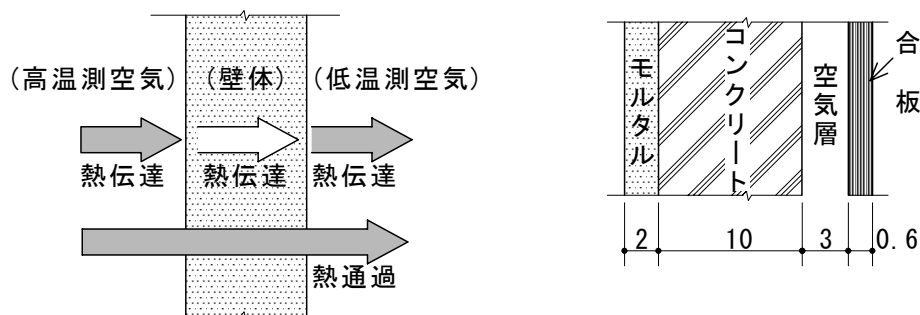 (高温測空気)
(壁体)
(低温測空気)
熱伝達
熱伝達
熱伝達
熱通過
モルタル
コンクリート
空気層
合板
2
10
3
0.6